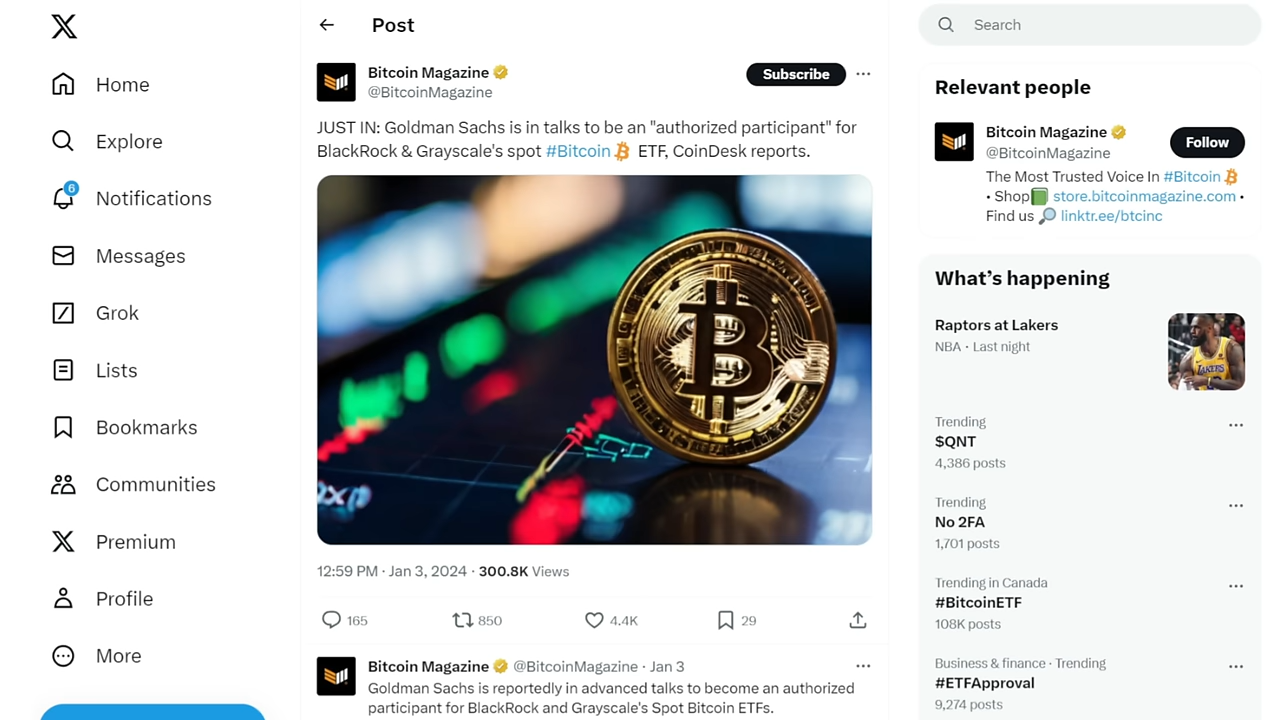 Home
Explore
6
Notifications
Messages
Grok
Lists
Bookmarks
Communities
Premium
Profile
More
Post
Bitcoin Magazine
@BitcoinMagazine
Subscribe
JUST IN: Goldman Sachs is in talks to be an "authorized participant" for
BlackRock & Grayscale's spot #Bitcoin ETF, CoinDesk reports.
12:59 PM · Jan 3, 2024 · 300.8K Views
165 850 4.4K 29
Bitcoin Magazine @BitcoinMagazine · Jan 3
Goldman Sachs is reportedly in advanced talks to become an authorized
participant for BlackRock and Grayscale's Spot Bitcoin ETFs.
Search
Relevant people
Bitcoin Magazine
@BitcoinMagazine
Follow
The Most Trusted Voice In #Bitcoin
• Shop store.bitcoinmagazine.com •
Find us linktr.ee/btcinc
What's happening
Raptors at Lakers
NBA · Last night
LAKERS
Trending
$QNT
4,386 posts
Trending
No 2FA
1,701 posts
Trending in Canada
#BitcoinETF
108K posts
Business & finance · Trending
#ETFApproval
9,274 posts